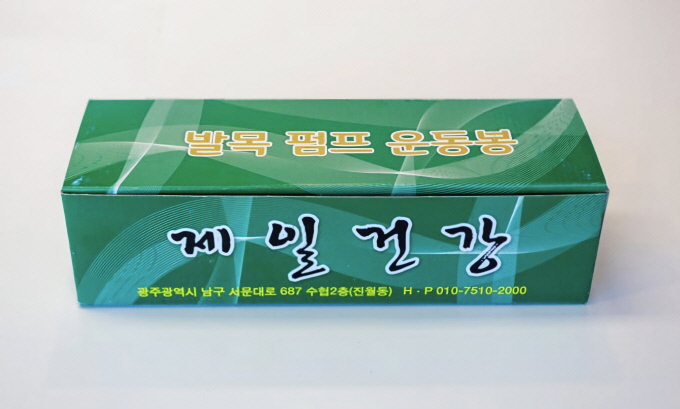 발목 펌프 운동봉
제일건강
광주광역시 남구 서문대로 687 수협2층(진월동) H · P 010-7510-2000